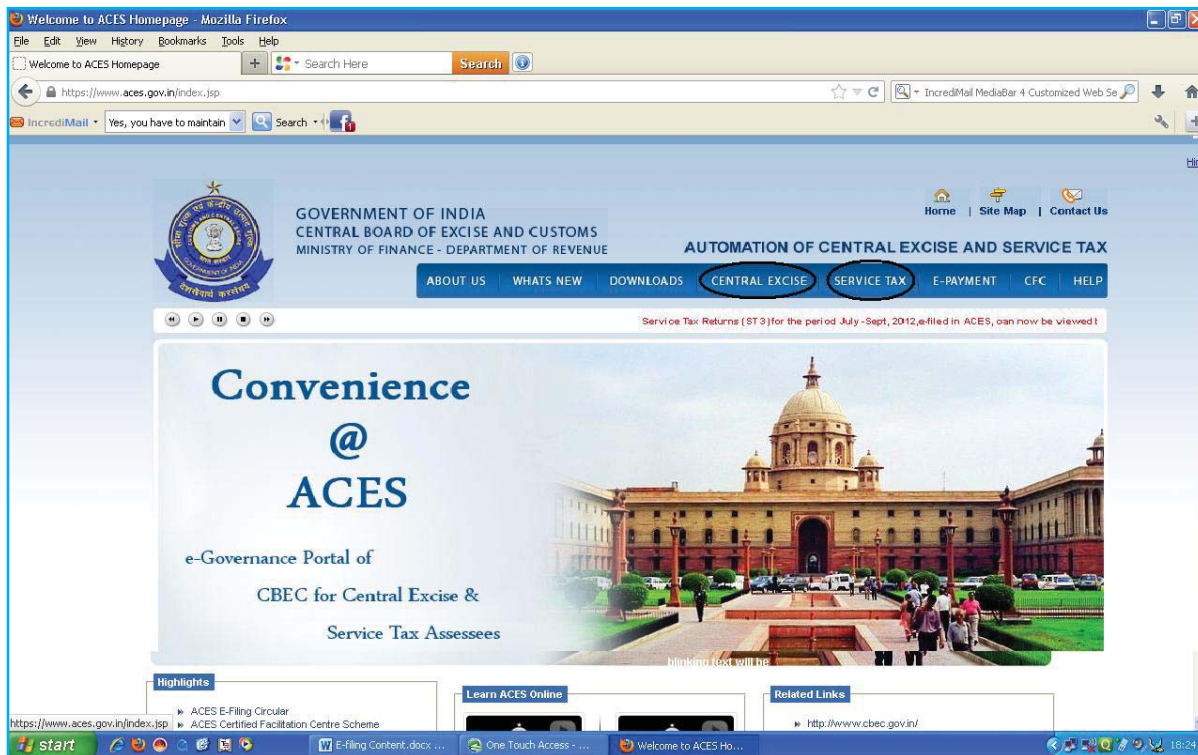 Welcome to ACES Homepage - Mozilla Firefox
File Edit View History Bookmarks Tools Help
Welcome to ACES Homepage + Search Here Search
https://www.aces.gov.in/index.jsp IncrediMail MediaBar 4 Customized Web Se
IncrediMail Yes, you have to maintain Search
GOVERNMENT OF INDIA
CENTRAL BOARD OF EXCISE AND CUSTOMS
MINISTRY OF FINANCE - DEPARTMENT OF REVENUE
Home | Site Map | Contact Us
AUTOMATION OF CENTRAL EXCISE AND SERVICE TAX
ABOUT US WHATS NEW DOWNLOADS CENTRAL EXCISE SERVICE TAX E-PAYMENT CFC HELP
Service Tax Returns (ST3)for the period July -Sept, 2012,e-filed in ACES, can now be viewed
Convenience
@
ACES
e-Governance Portal of
CBEC for Central Excise &
Service Tax Assessees
blinking text will be
Highlights
ACES E-Filing Circular
ACES Certified Facilitation Centre Scheme
Learn ACES Online
Related Links
http://www.cbec.gov.in/
https://www.aces.gov.in/index.jsp
start E-filing Content.docx ... One Touch Access - ... Welcome to ACES Ho... 18:24